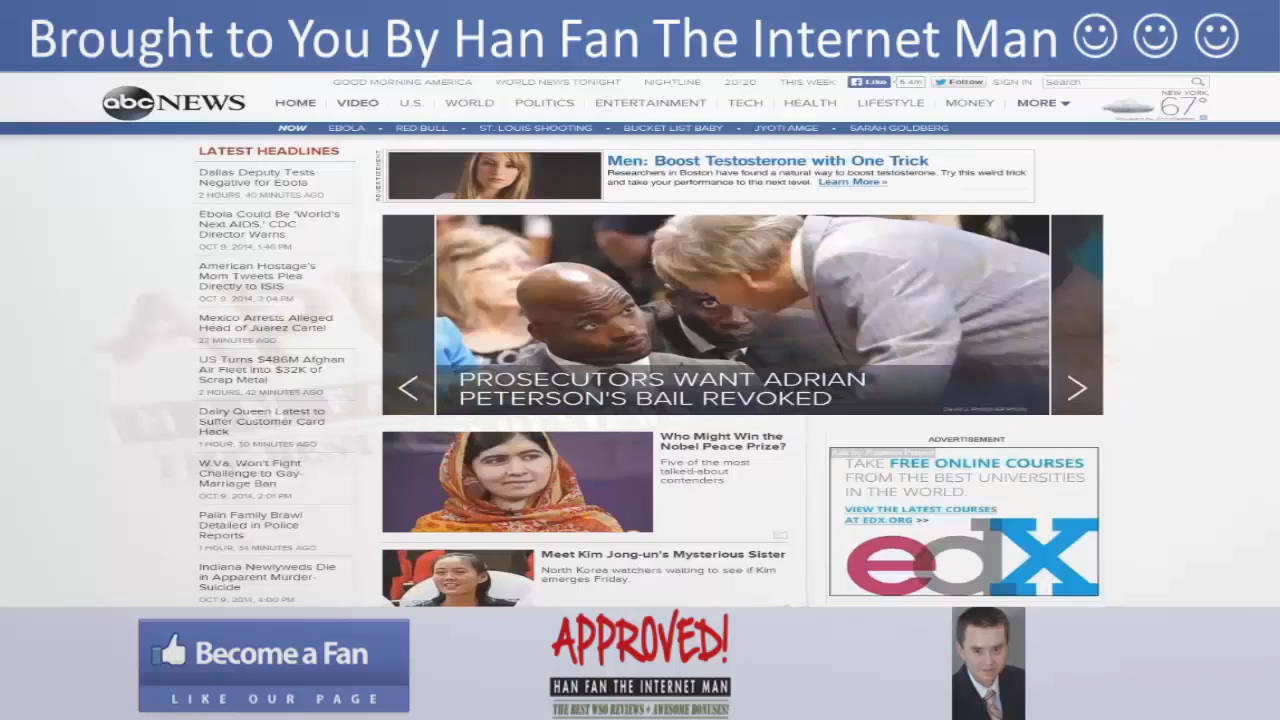 Brought to You By Han Fan The Internet Man
GOOD MORNING AMERICA WORLD NEWS TONIGHT NIGHTLINE 20/20 THIS WEEK Like 5.4m Follow SIGN IN Search
abc NEWS
HOME VIDEO U.S. WORLD POLITICS ENTERTAINMENT TECH HEALTH LIFESTYLE MONEY MORE
NEW YORK
67°
NOW EBOLA • RED BULL • ST. LOUIS SHOOTING • BUCKET LIST BABY • JYOTI AMGE • SARAH GOLDBERG
LATEST HEADLINES
Dallas Deputy Tests
Negative for Ebola
2 HOURS, 40 MINUTES AGO
Ebola Could Be 'World's
Next AIDS,' CDC
Director Warns
OCT 9, 2014, 1:46 PM
American Hostage's
Mom Tweets Plea
Directly to ISIS
OCT 9, 2014, 3:04 PM
Mexico Arrests Alleged
Head of Juarez Cartel
27 MINUTES AGO
US Turns $486M Afghan
Air Fleet into $32K of
Scrap Metal
2 HOURS, 42 MINUTES AGO
Dairy Queen Latest to
Suffer Customer Card
Hack
1 HOUR, 30 MINUTES AGO
W.Va. Won't Fight
Challenge to Gay-
Marriage Ban
OCT 9, 2014, 2:01 PM
Palin Family Brawl
Detailed in Police
Reports
1 HOUR, 34 MINUTES AGO
Indiana Newlyweds Die
in Apparent Murder-
Suicide
OCT 9, 2014, 4:00 PM
ADVERTISEMENT
Men: Boost Testosterone with One Trick
Researchers in Boston have found a natural way to boost testosterone. Try this weird trick
and take your performance to the next level. Learn More »
PROSECUTORS WANT ADRIAN
PETERSON'S BAIL REVOKED
Who Might Win the
Nobel Peace Prize?
Five of the most
talked-about
contenders
Meet Kim Jong-un's Mysterious Sister
North Korea watchers waiting to see if Kim
emerges Friday.
ADVERTISEMENT
TAKE FREE ONLINE COURSES
FROM THE BEST UNIVERSITIES
IN THE WORLD.
VIEW THE LATEST COURSES
AT EDX.ORG >>
edX
Become a Fan
LIKE OUR PAGE
APPROVED!
HAN FAN THE INTERNET MAN
THE BEST WSO REVIEWS + AWESOME BONUSES!